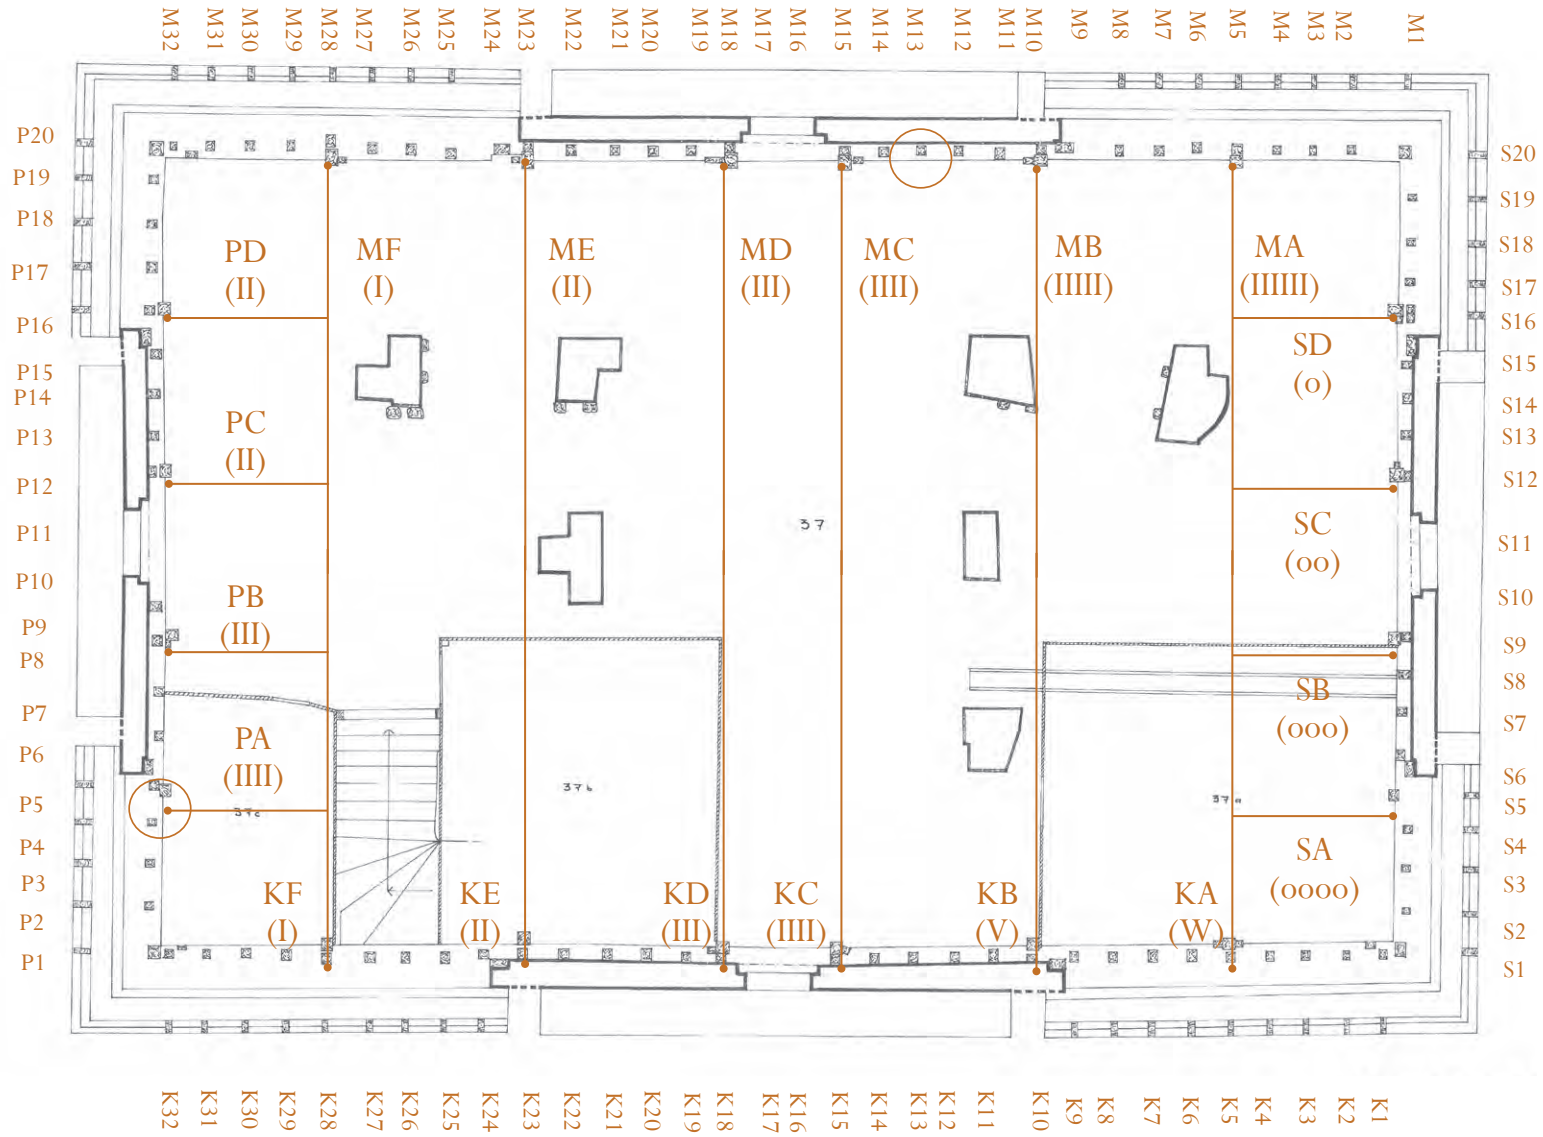 M32 M31 M30 M29 M28 M27 M26 M25 M24 M23 M22 M21 M20 M19 M18 M17 M16 M15 M14 M13 M12 M11 M10 M9 M8 M7 M6 M5 M4 M3 M2 M1
P20
P19
P18
P17
P16
P15
P14
P13
P12
P11
P10
P9
P8
P7
P6
P5
P4
P3
P2
P1
PD
(II)
MF
(I)
ME
(II)
MD
(III)
MC
(IIII)
MB
(IIIII)
MA
(IIIIII)
SD
(o)
PC
(II)
37
SC
(oo)
PB
(III)
SB
(ooo)
PA
(IIII)
37c
37b
37a
SA
(oooo)
KF
(I)
KE
(II)
KD
(III)
KC
(IIII)
KB
(V)
KA
(W)
S20
S19
S18
S17
S16
S15
S14
S13
S12
S11
S10
S9
S8
S7
S6
S5
S4
S3
S2
S1
K32 K31 K30 K29 K28 K27 K26 K25 K24 K23 K22 K21 K20 K19 K18 K17 K16 K15 K14 K13 K12 K11 K10 K9 K8 K7 K6 K5 K4 K3 K2 K1